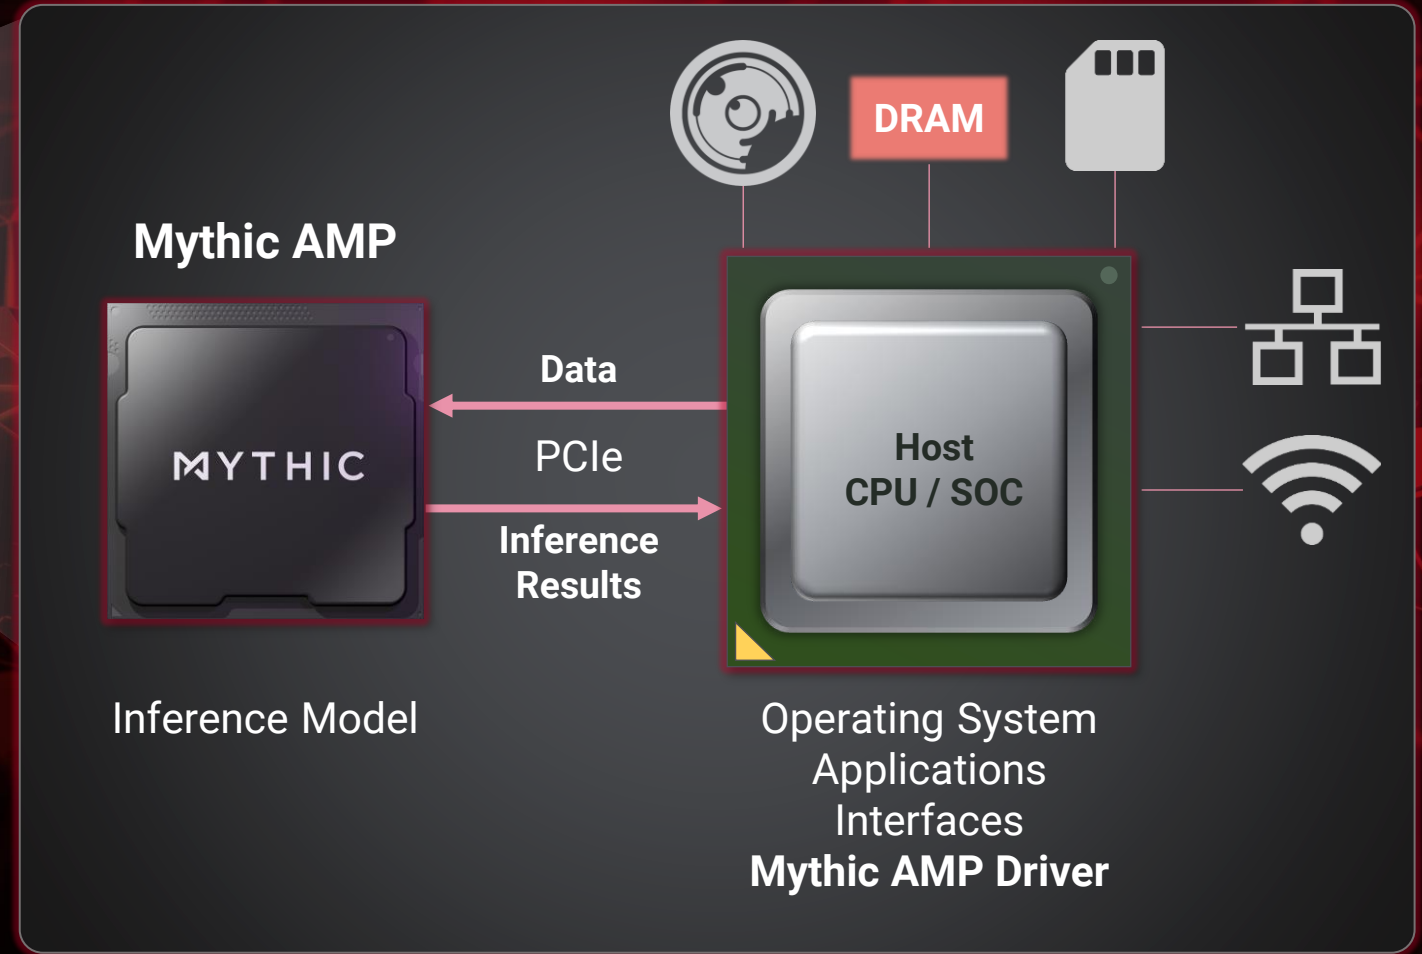 DRAM
Mythic AMP
MYTHIC
Data
PCIe
Inference
Results
Host
CPU / SOC
Inference Model
Operating System
Applications
Interfaces
Mythic AMP Driver